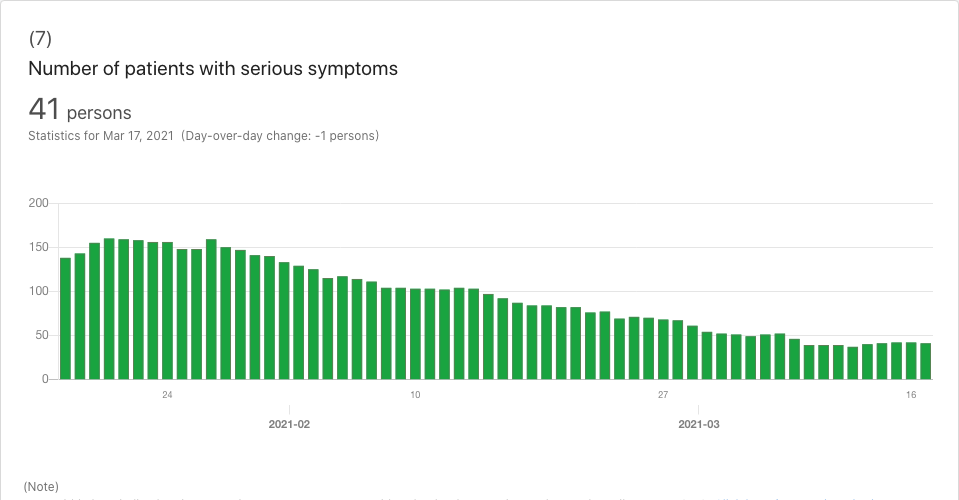 (7)
Number of patients with serious symptoms
41 persons
Statistics for Mar 17, 2021 (Day-over-day change: -1 persons)
200
150
100
50
0
24 10 27 16
2021-02 2021-03
(Note)